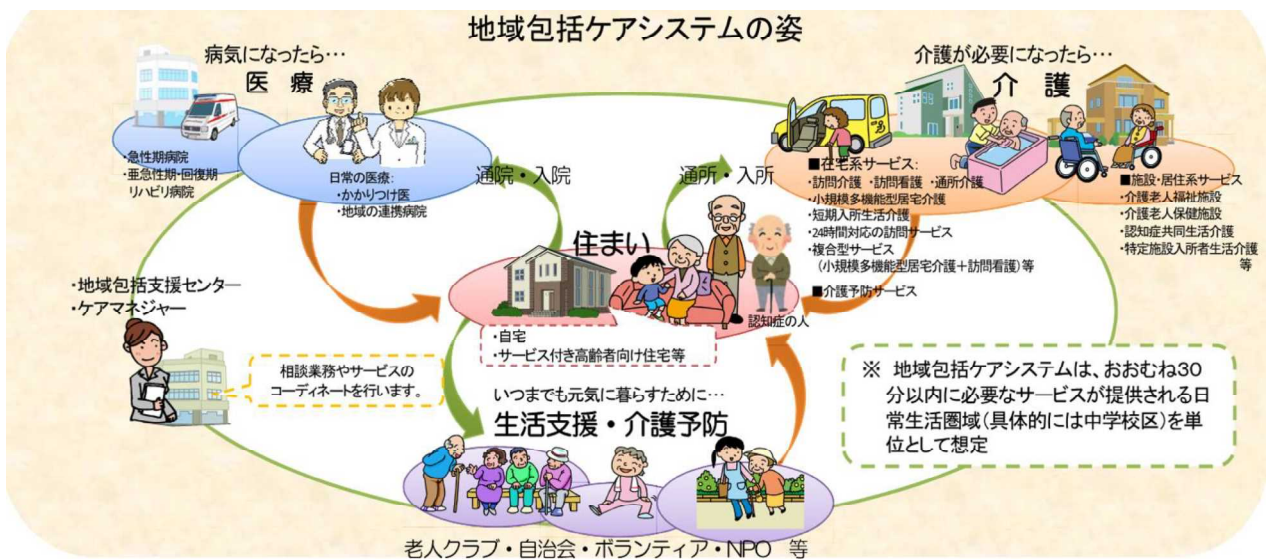 地域包括ケアシステムの姿
病気になったら…
医 療
・急性期病院
・亜急性期・回復期
リハビリ病院
日常の医療:
・かかりつけ医
・地域の連携病院
通院・入院
通所・入所
介護が必要になったら…
介 護
■在宅系サービス:
・訪問介護 ・訪問看護 ・通所介護
・小規模多機能型居宅介護
・短期入所生活介護
・24時間対応の訪問サービス
・複合型サービス
(小規模多機能型居宅介護+訪問看護)等
■介護予防サービス
■施設・居住系サービス
・介護老人福祉施設
・介護老人保健施設
・認知症共同生活介護
・特定施設入所者生活介護
等
住まい
認知症の人
・自宅
・サービス付き高齢者向け住宅等
・地域包括支援センター
・ケアマネジャー
相談業務やサービスの
コーディネートを行います。
いつまでも元気に暮らすために…
生活支援・介護予防
老人クラブ・自治会・ボランティア・NPO 等
※ 地域包括ケアシステムは、おおむね30
分以内に必要なサービスが提供される日
常生活圏域(具体的には中学校区)を単
位として想定